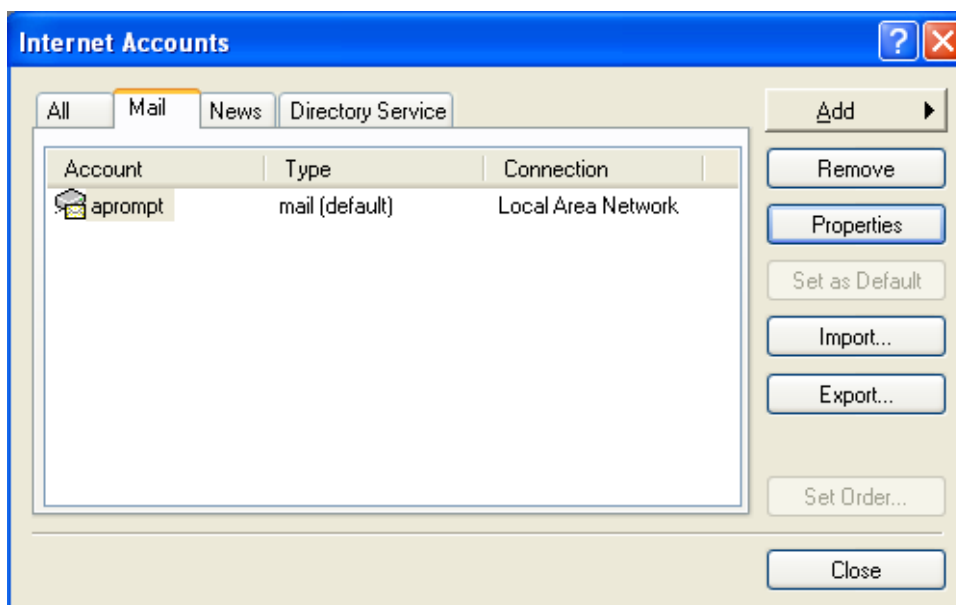 Internet Accounts
All Mail News Directory Service
Add
Account Type Connection
Remove
aprompt mail (default) Local Area Network
Properties
Set as Default
Import...
Export...
Set Order...
Close